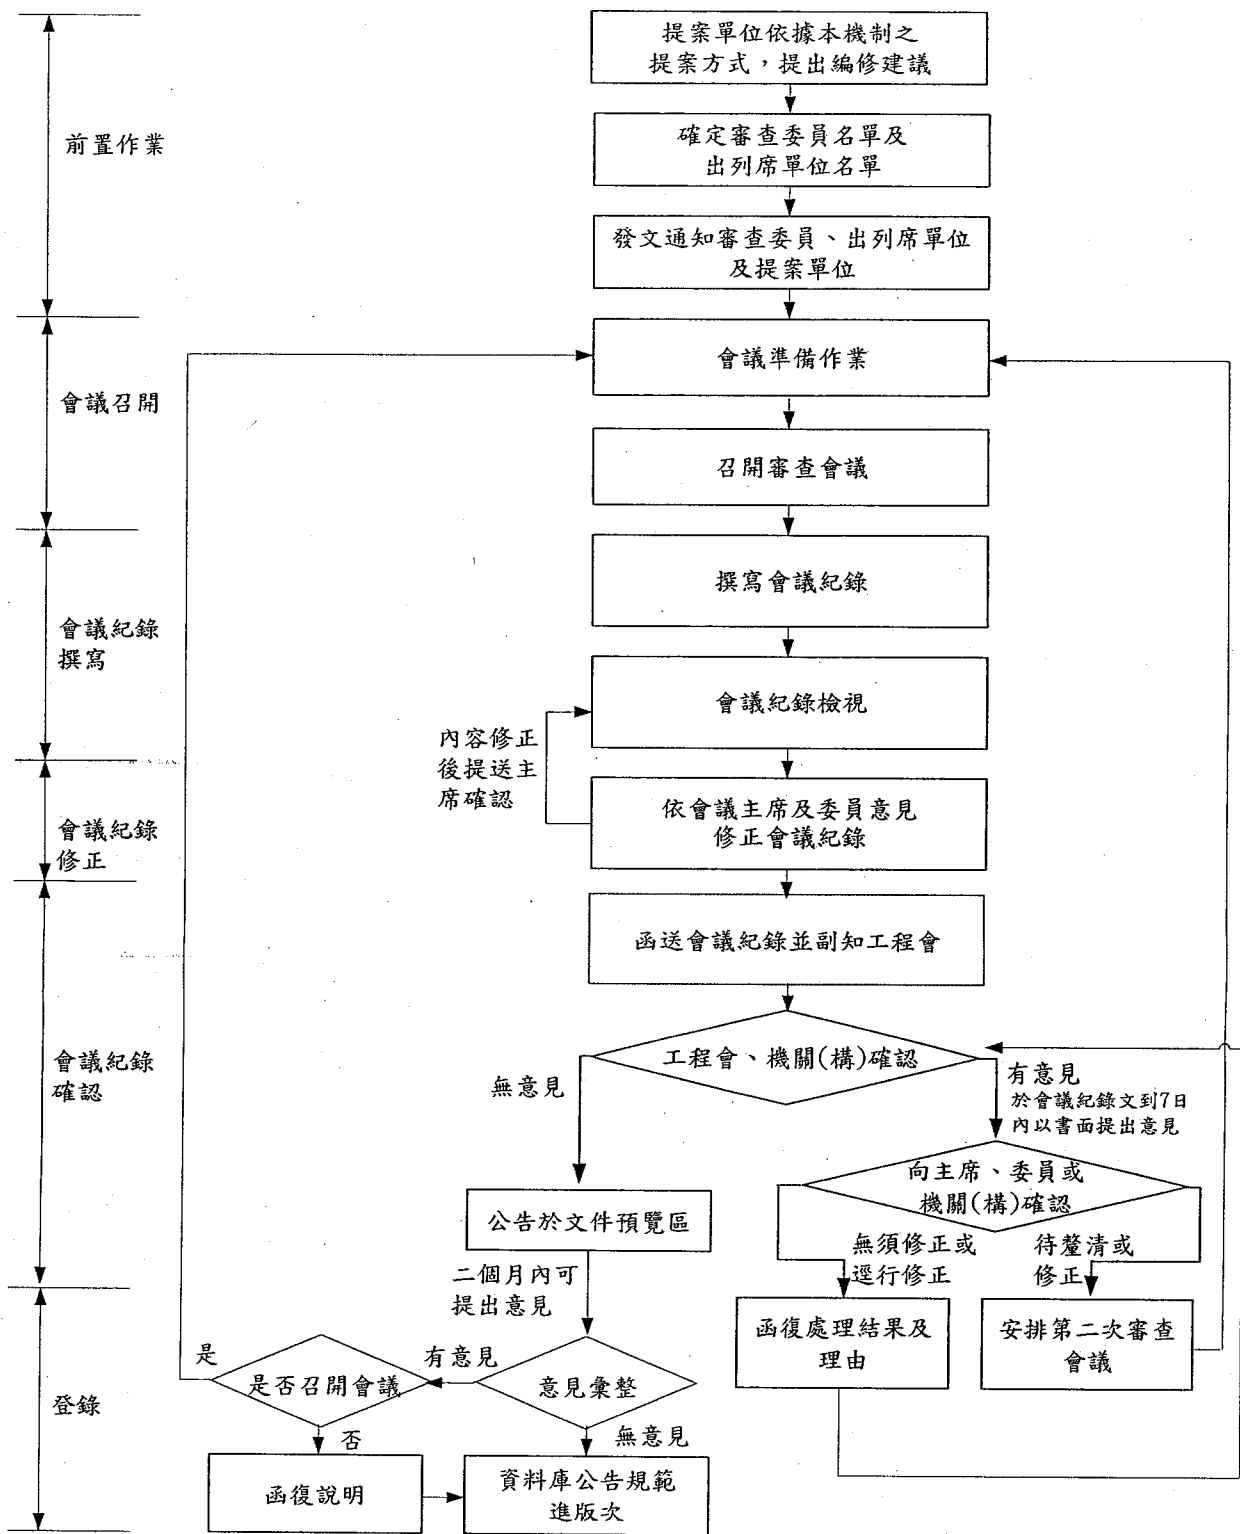 提案單位依據本機制之
提案方式，提出編修建議
前置作業
確定審查委員名單及
出列席單位名單
發文通知審查委員、出列席單位
及提案單位
會議準備作業
會議召開
召開審查會議
撰寫會議紀錄
會議紀錄
撰寫
會議紀錄檢視
內容修正
後提送主
席確認
依會議主席及委員意見
修正會議紀錄
會議紀錄
修正
函送會議紀錄並副知工程會
會議紀錄
確認
工程會、機關(構)確認
無意見
有意見
於會議紀錄文到7日
內以書面提出意見
向主席、委員或
機關(構)確認
公告於文件預覽區
無須修正或
逕行修正
待釐清或
修正
二個月內可
提出意見
函復處理結果及
理由
安排第二次審查
會議
登錄
是
是否召開會議
有意見
意見彙整
否
無意見
函復說明
資料庫公告規範
進版次